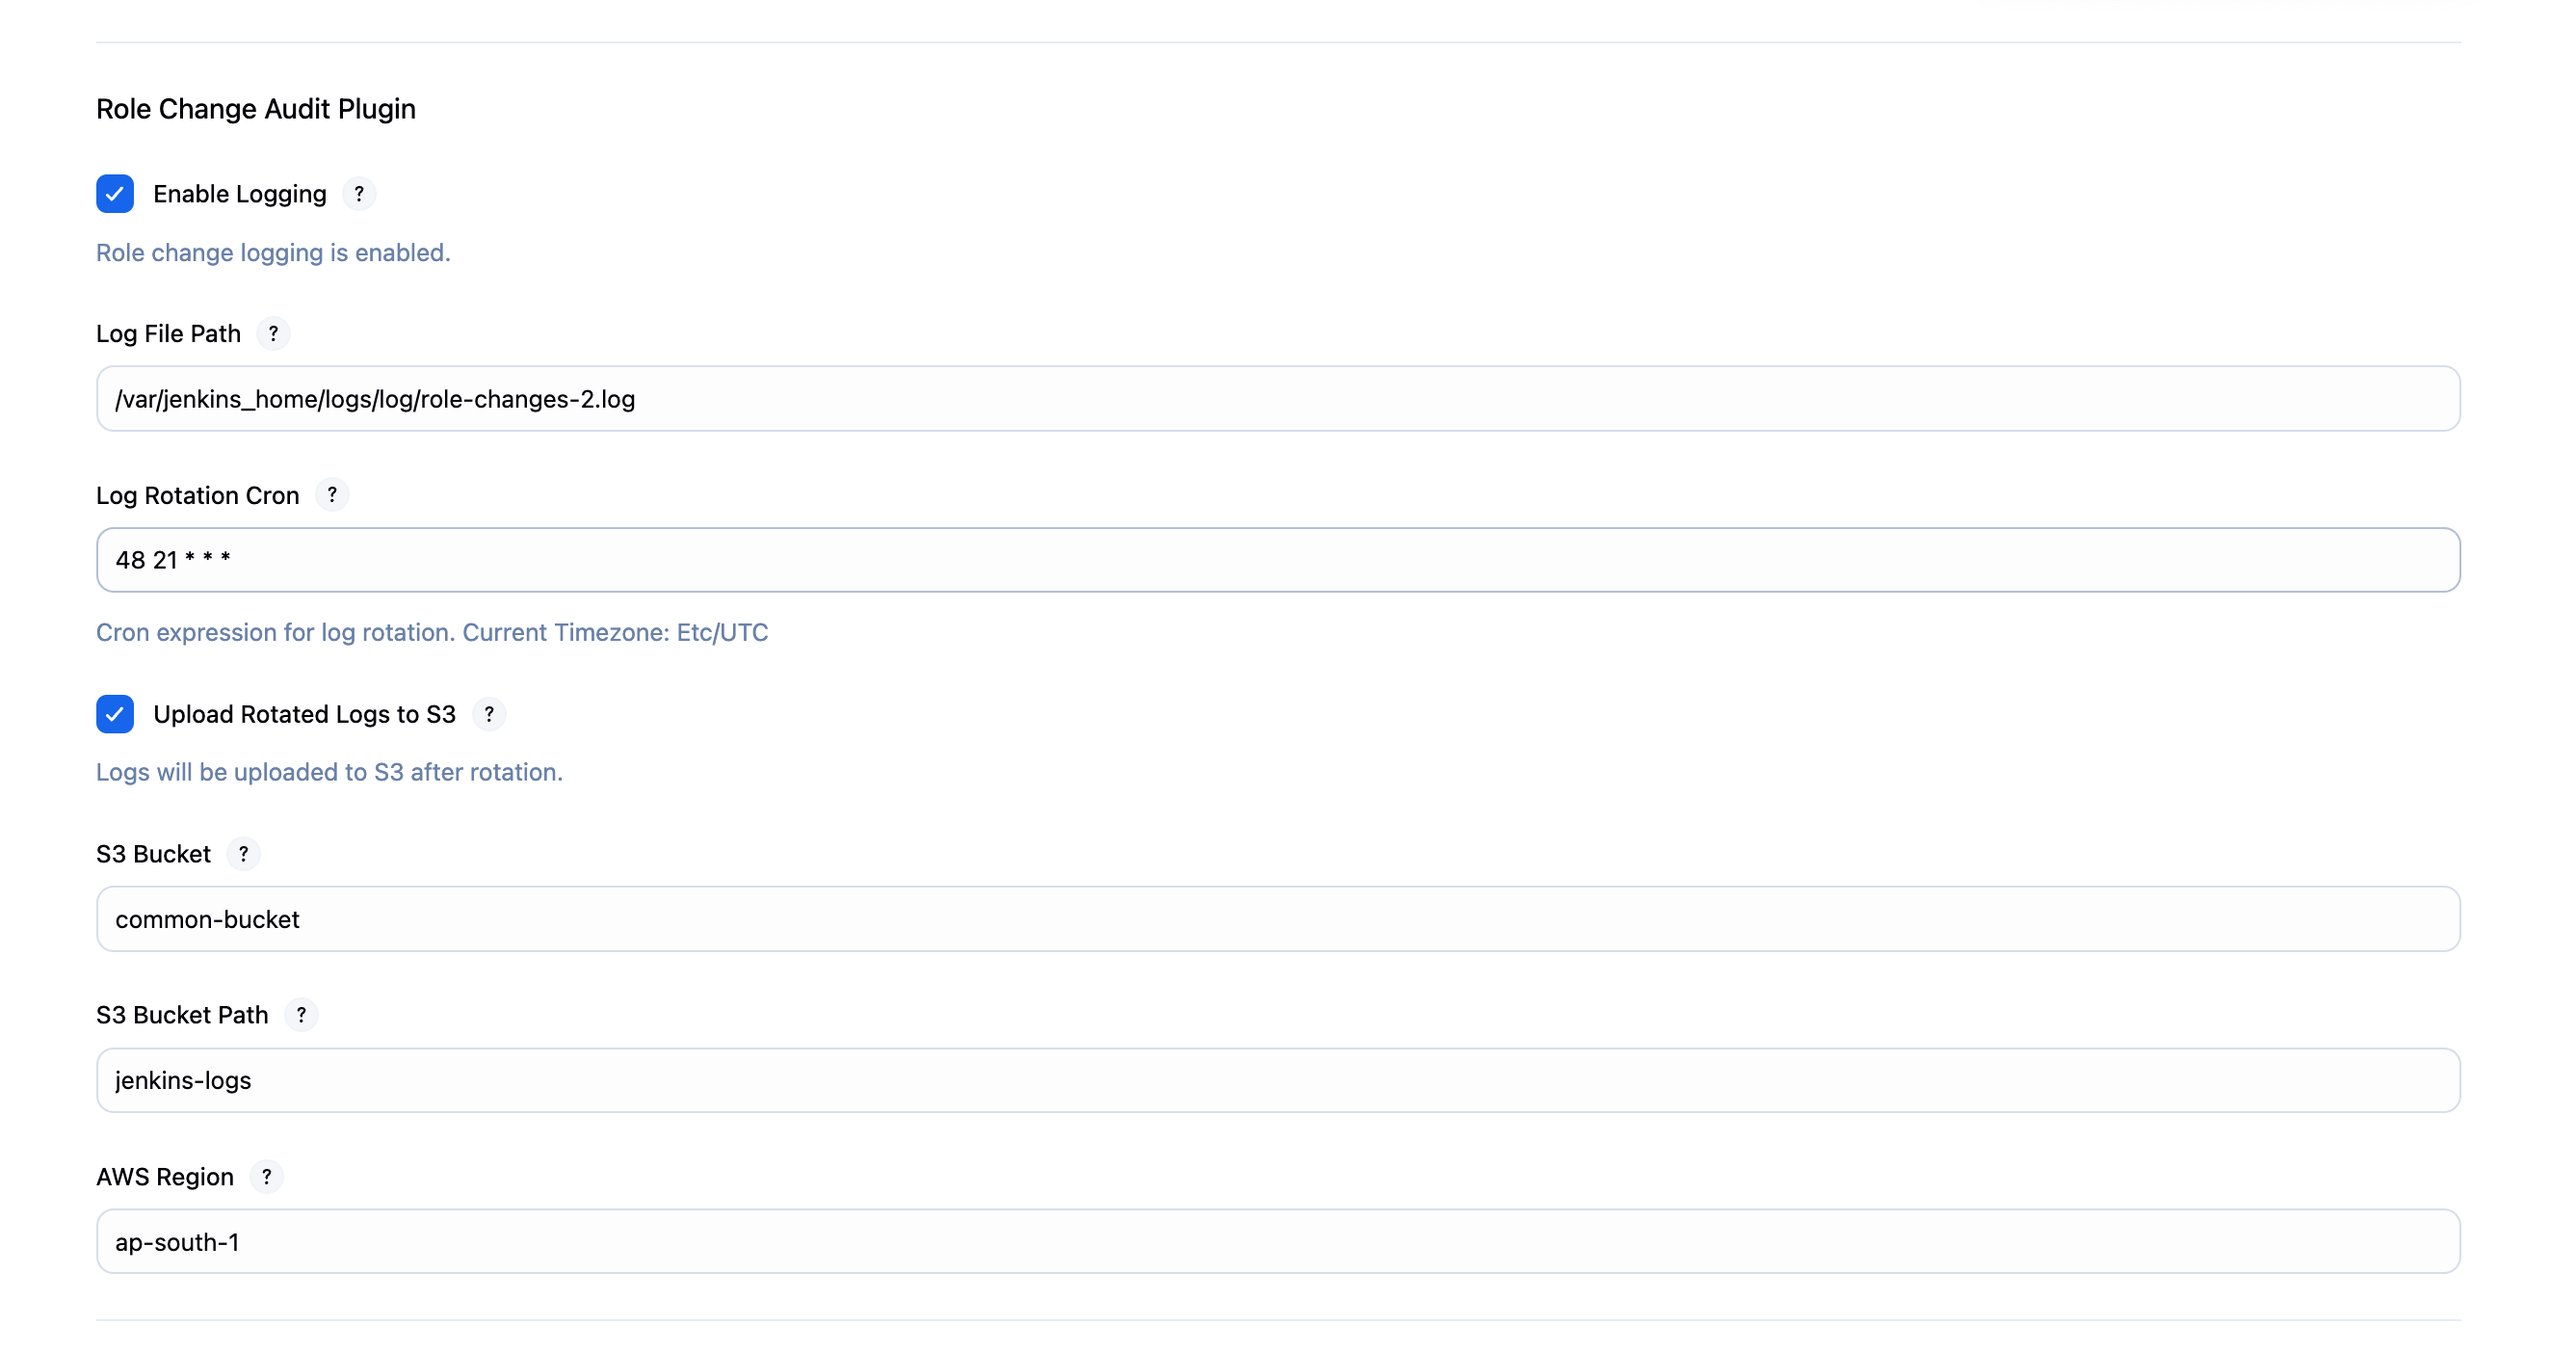 Role Change Audit Plugin
Enable Logging ?
Role change logging is enabled.
Log File Path ?
/var/jenkins_home/logs/log/role-changes-2.log
Log Rotation Cron ?
48 21 * * *
Cron expression for log rotation. Current Timezone: Etc/UTC
Upload Rotated Logs to S3 ?
Logs will be uploaded to S3 after rotation.
S3 Bucket ?
common-bucket
S3 Bucket Path ?
jenkins-logs
AWS Region ?
ap-south-1